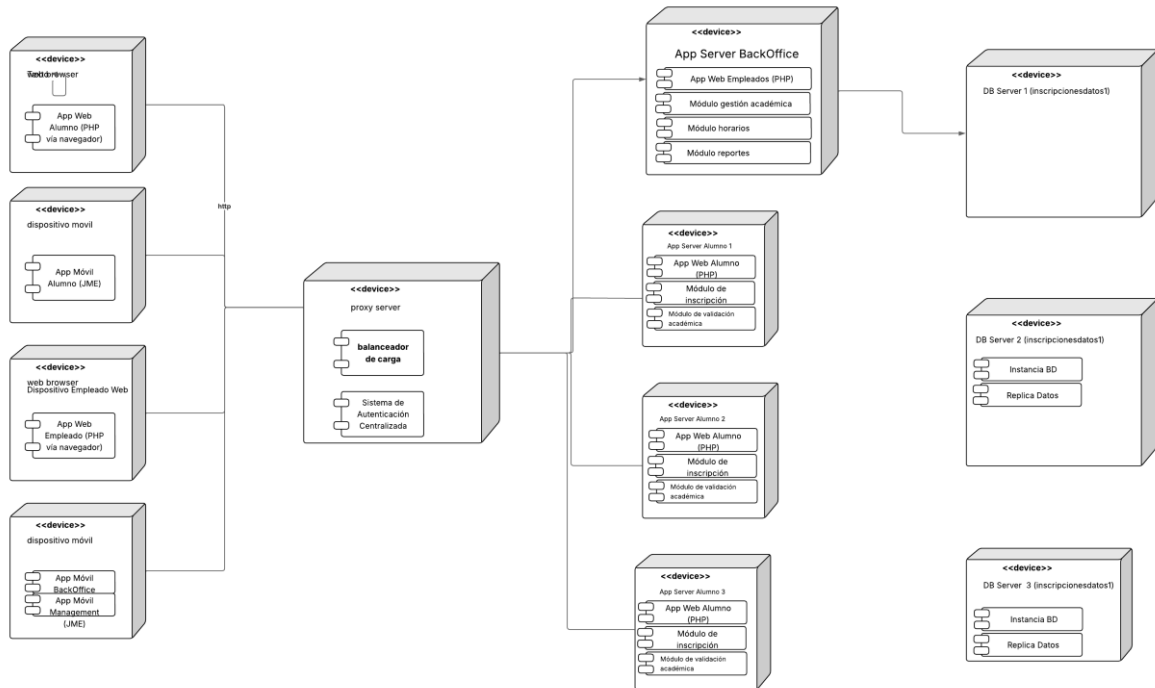 <<device>>
web browser
App Web
Alumno (PHP
vía navegador)
<<device>>
dispositivo movil
App Móvil
Alumno (JME)
<<device>>
web browser
Dispositivo Empleado Web
App Web
Empleado (PHP
vía navegador)
<<device>>
dispositivo móvil
App Móvil
BackOffice
App Móvil
Management
(JME)
http
<<device>>
proxy server
balanceador
de carga
Sistema de
Autenticación
Centralizada
<<device>>
App Server BackOffice
App Web Empleados (PHP)
Módulo gestión académica
Módulo horarios
Módulo reportes
<<device>>
App Server Alumno 1
App Web Alumno
(PHP)
Módulo de
inscripción
Módulo de validación
académica
<<device>>
App Server Alumno 2
App Web Alumno
(PHP)
Módulo de
inscripción
Módulo de validación
académica
<<device>>
App Server Alumno 3
App Web Alumno
(PHP)
Módulo de
inscripción
Módulo de validación
académica
<<device>>
DB Server 1 (inscripcionesdatos1)
<<device>>
DB Server 2 (inscripcionesdatos1)
Instancia BD
Replica Datos
<<device>>
DB Server 3 (inscripcionesdatos1)
Instancia BD
Replica Datos